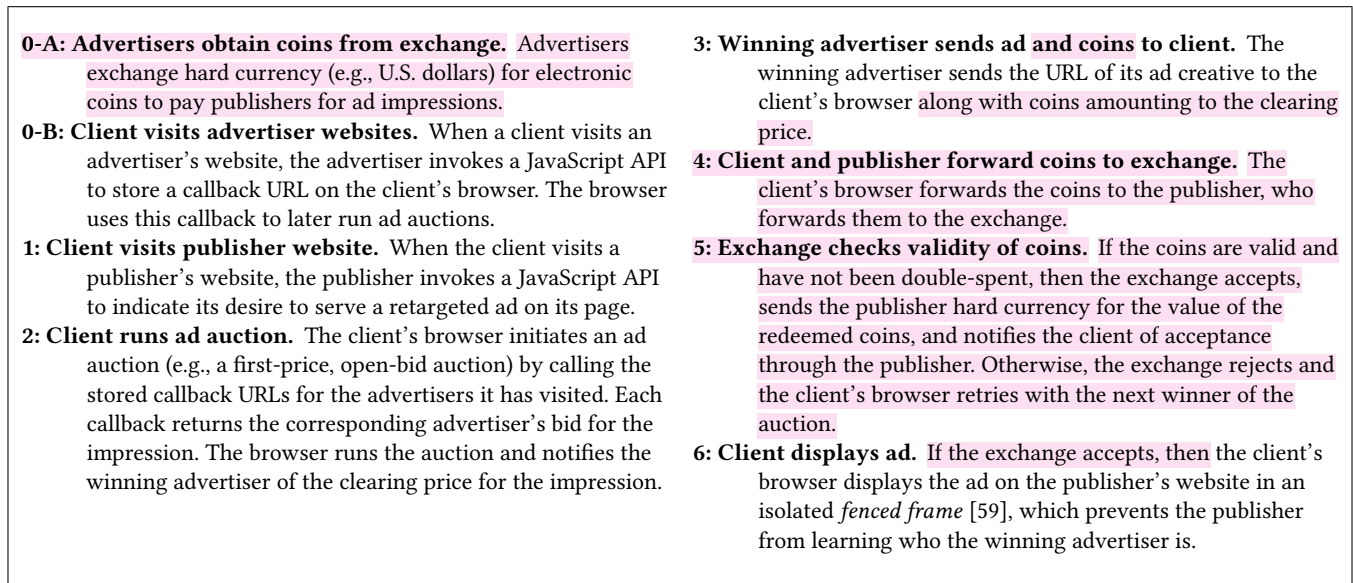 0-A: Advertisers obtain coins from exchange. Advertisers
exchange hard currency (e.g., U.S. dollars) for electronic
coins to pay publishers for ad impressions.
0-B: Client visits advertiser websites. When a client visits an
advertiser's website, the advertiser invokes a JavaScript API
to store a callback URL on the client's browser. The browser
uses this callback to later run ad auctions.
1: Client visits publisher website. When the client visits a
publisher's website, the publisher invokes a JavaScript API
to indicate its desire to serve a retargeted ad on its page.
2: Client runs ad auction. The client's browser initiates an ad
auction (e.g., a first-price, open-bid auction) by calling the
stored callback URLs for the advertisers it has visited. Each
callback returns the corresponding advertiser's bid for the
impression. The browser runs the auction and notifies the
winning advertiser of the clearing price for the impression.
3: Winning advertiser sends ad and coins to client. The
winning advertiser sends the URL of its ad creative to the
client's browser along with coins amounting to the clearing
price.
4: Client and publisher forward coins to exchange. The
client's browser forwards the coins to the publisher, who
forwards them to the exchange.
5: Exchange checks validity of coins. If the coins are valid and
have not been double-spent, then the exchange accepts,
sends the publisher hard currency for the value of the
redeemed coins, and notifies the client of acceptance
through the publisher. Otherwise, the exchange rejects and
the client's browser retries with the next winner of the
auction.
6: Client displays ad. If the exchange accepts, then the client's
browser displays the ad on the publisher's website in an
isolated fenced frame [59], which prevents the publisher
from learning who the winning advertiser is.